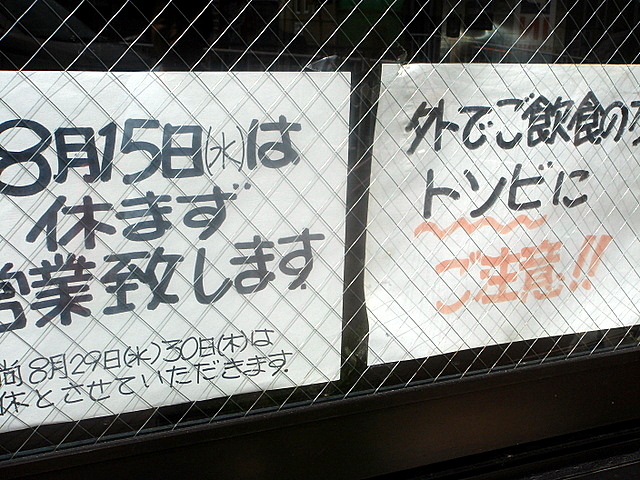 8月15日(水)は
休まず
営業致します
尚8月29日(水)30日(木)は
休とさせていただきます
外でご飲食の方
トンビに
ご注意!!